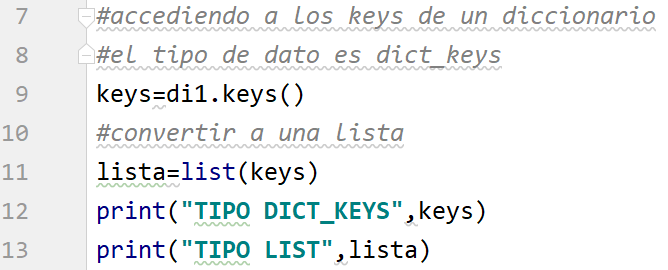 7 #accediendo a los keys de un diccionario
8 #el tipo de dato es dict_keys
9 keys=di1.keys()
10 #convertir a una lista
11 lista=list(keys)
12 print("TIPO DICT_KEYS",keys)
13 print("TIPO LIST",lista)